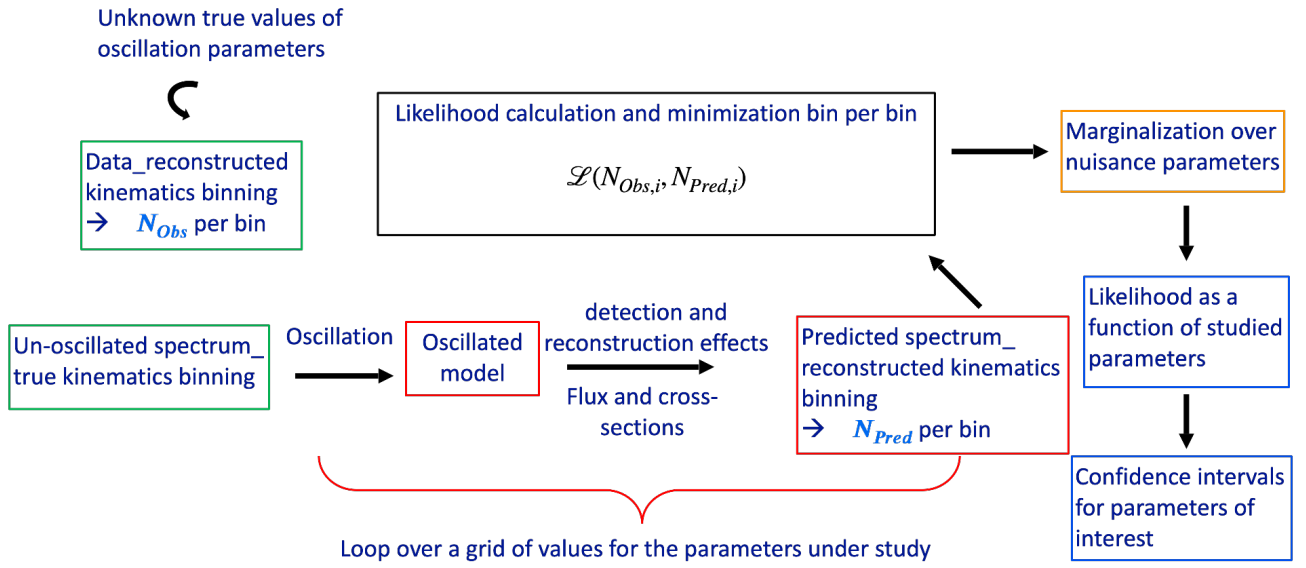 Unknown true values of
oscillation parameters
Data_reconstructed
kinematics binning
→ N_Obs per bin
Likelihood calculation and minimization bin per bin
ℒ(N_Obs,i, N_Pred,i)
Marginalization over
nuisance parameters
Un-oscillated spectrum_
true kinematics binning
Oscillation
Oscillated
model
detection and
reconstruction effects
Flux and cross-
sections
Predicted spectrum_
reconstructed kinematics
binning
→ N_Pred per bin
Likelihood as a
function of studied
parameters
Confidence intervals
for parameters of
interest
Loop over a grid of values for the parameters under study